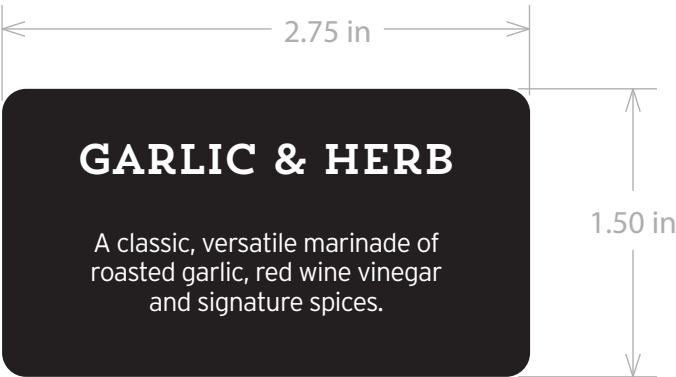 2.75 in
GARLIC & HERB
1.50 in
A classic, versatile marinade of
roasted garlic, red wine vinegar
and signature spices.